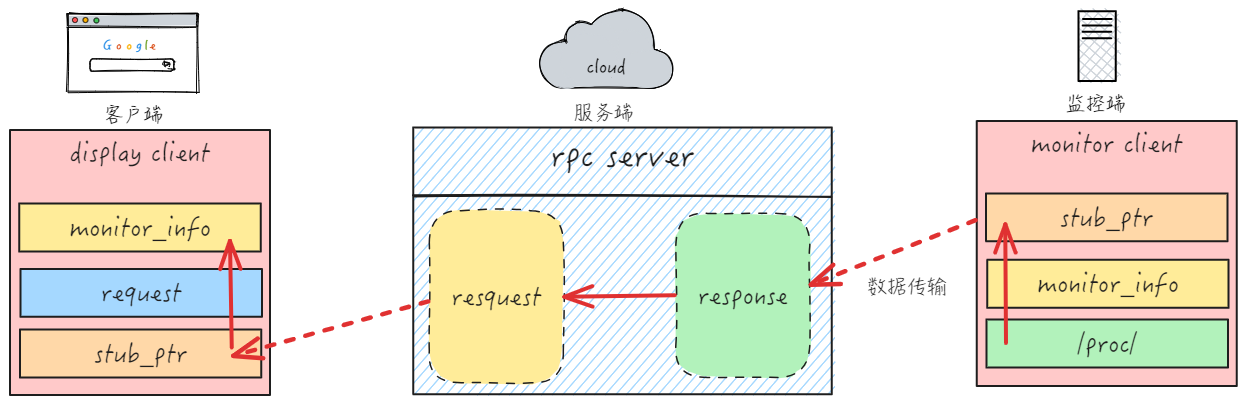 Google
cloud
客户端
服务端
监控端
display client
monitor_info
request
stub_ptr
rpc server
resquest
response
数据传输
monitor client
stub_ptr
monitor_info
/proc/